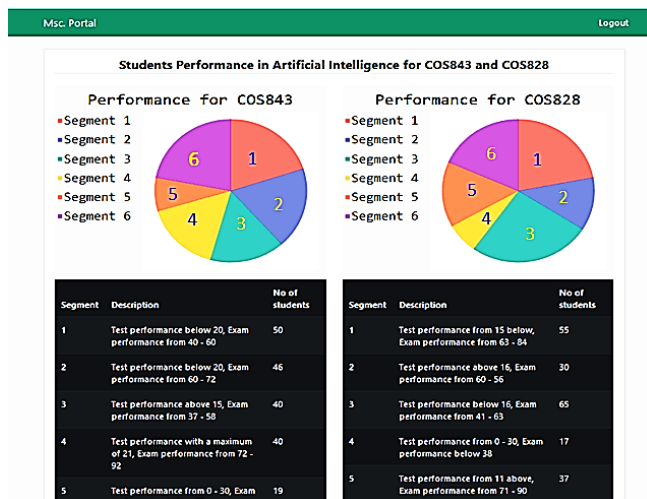 Msc. Portal
Logout
Students Performance in Artificial Intelligence for COS843 and COS828
Performance for COS843
Segment 1
Segment 2
Segment 3
Segment 4
Segment 5
Segment 6
1
2
3
4
5
6
Performance for COS828
Segment 1
Segment 2
Segment 3
Segment 4
Segment 5
Segment 6
1
2
3
4
5
6
Segment Description No of students
1 Test performance below 20, Exam
performance from 40 - 60 50
2 Test performance below 20, Exam
performance from 60 - 72 46
3 Test performance above 15, Exam
performance from 37 - 58 40
4 Test performance with a maximum
of 21, Exam performance from 72 -
92 40
5 Test performance from 0 - 30, Exam 19
Segment Description No of students
1 Test performance from 15 below,
Exam performance from 63 - 84 55
2 Test performance above 16, Exam
performance from 60 - 56 30
3 Test performance below 16, Exam
performance from 41 - 63 65
4 Test performance from 0 - 30, Exam
performance below 38 17
5 Test performance from 11 above,
Exam performance from 71 - 90 37